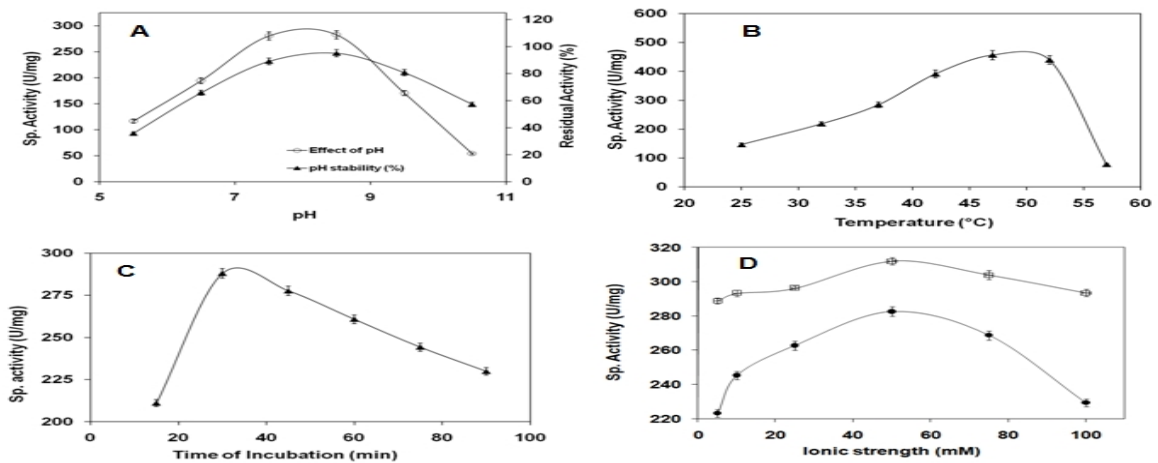 A
Sp. Activity (U/mg)
300
250
200
150
100
50
0
120
100
80
60
40
20
0
Residual Activity (%)
Effect of pH
pH stability (%)
5 7 9 11
pH
B
Sp. Activity (U/mg)
600
500
400
300
200
100
0
20 25 30 35 40 45 50 55 60
Temperature (°C)
C
Sp. activity (U/mg)
300
275
250
225
200
0 20 40 60 80 100
Time of Incubation (min)
D
Sp. Activity (U/mg)
320
300
280
260
240
220
0 20 40 60 80 100
Ionic strength (mM)